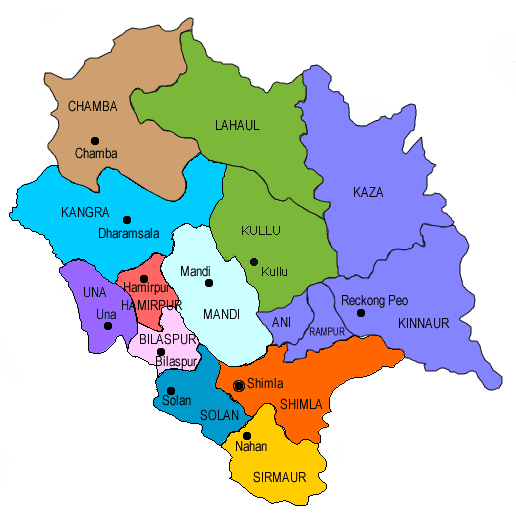 CHAMBA
Chamba
LAHAUL
KAZA
KANGRA
Dharamsala
KULLU
Kullu
Mandi
MANDI
UNA
Una
Hamirpur
HAMIRPUR
BILASPUR
Bilaspur
ANI
RAMPUR
Reckong Peo
KINNAUR
Shimla
SHIMLA
Solan
SOLAN
Nahan
SIRMAUR